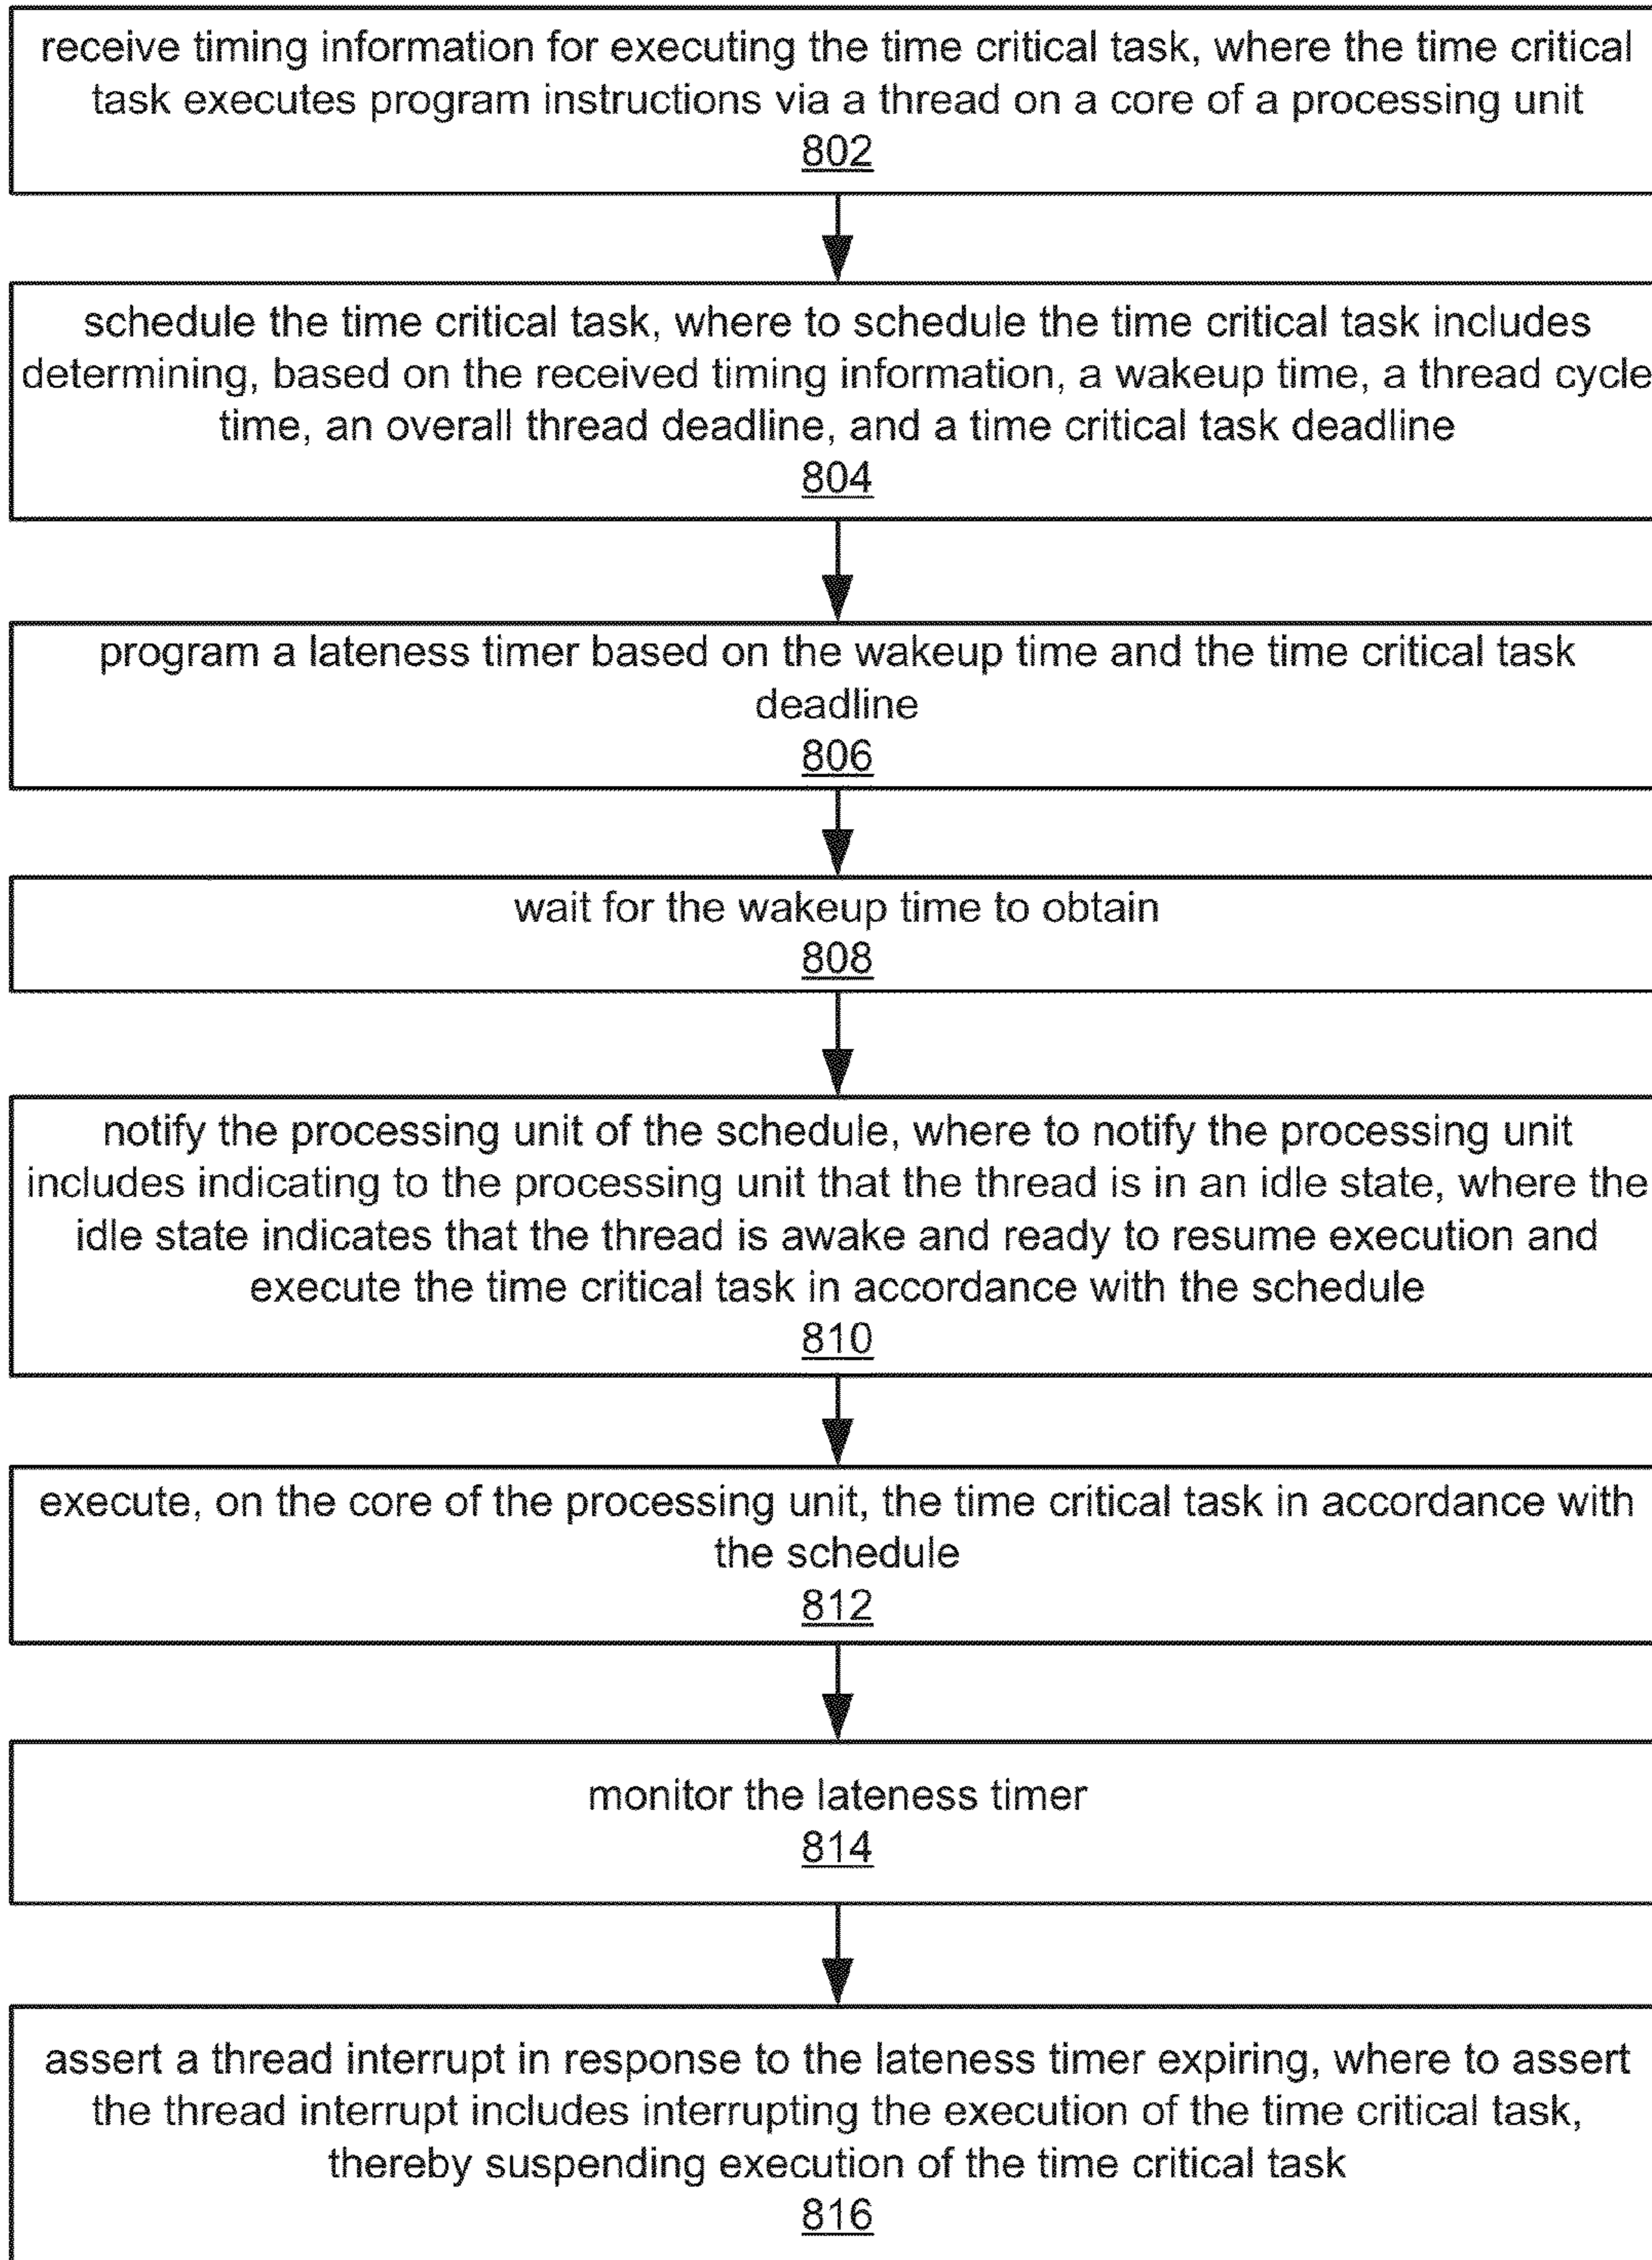 receive timing information for executing the time critical task, where the time critical
task executes program instructions via a thread on a core of a processing unit
802
schedule the time critical task, where to schedule the time critical task includes
determining, based on the received timing information, a wakeup time, a thread cycle
time, an overall thread deadline, and a time critical task deadline
804
program a lateness timer based on the wakeup time and the time critical task
deadline
806
wait for the wakeup time to obtain
808
notify the processing unit of the schedule, where to notify the processing unit
includes indicating to the processing unit that the thread is in an idle state, where the
idle state indicates that the thread is awake and ready to resume execution and
execute the time critical task in accordance with the schedule
810
execute, on the core of the processing unit, the time critical task in accordance with
the schedule
812
monitor the lateness timer
814
assert a thread interrupt in response to the lateness timer expiring, where to assert
the thread interrupt includes interrupting the execution of the time critical task,
thereby suspending execution of the time critical task
816